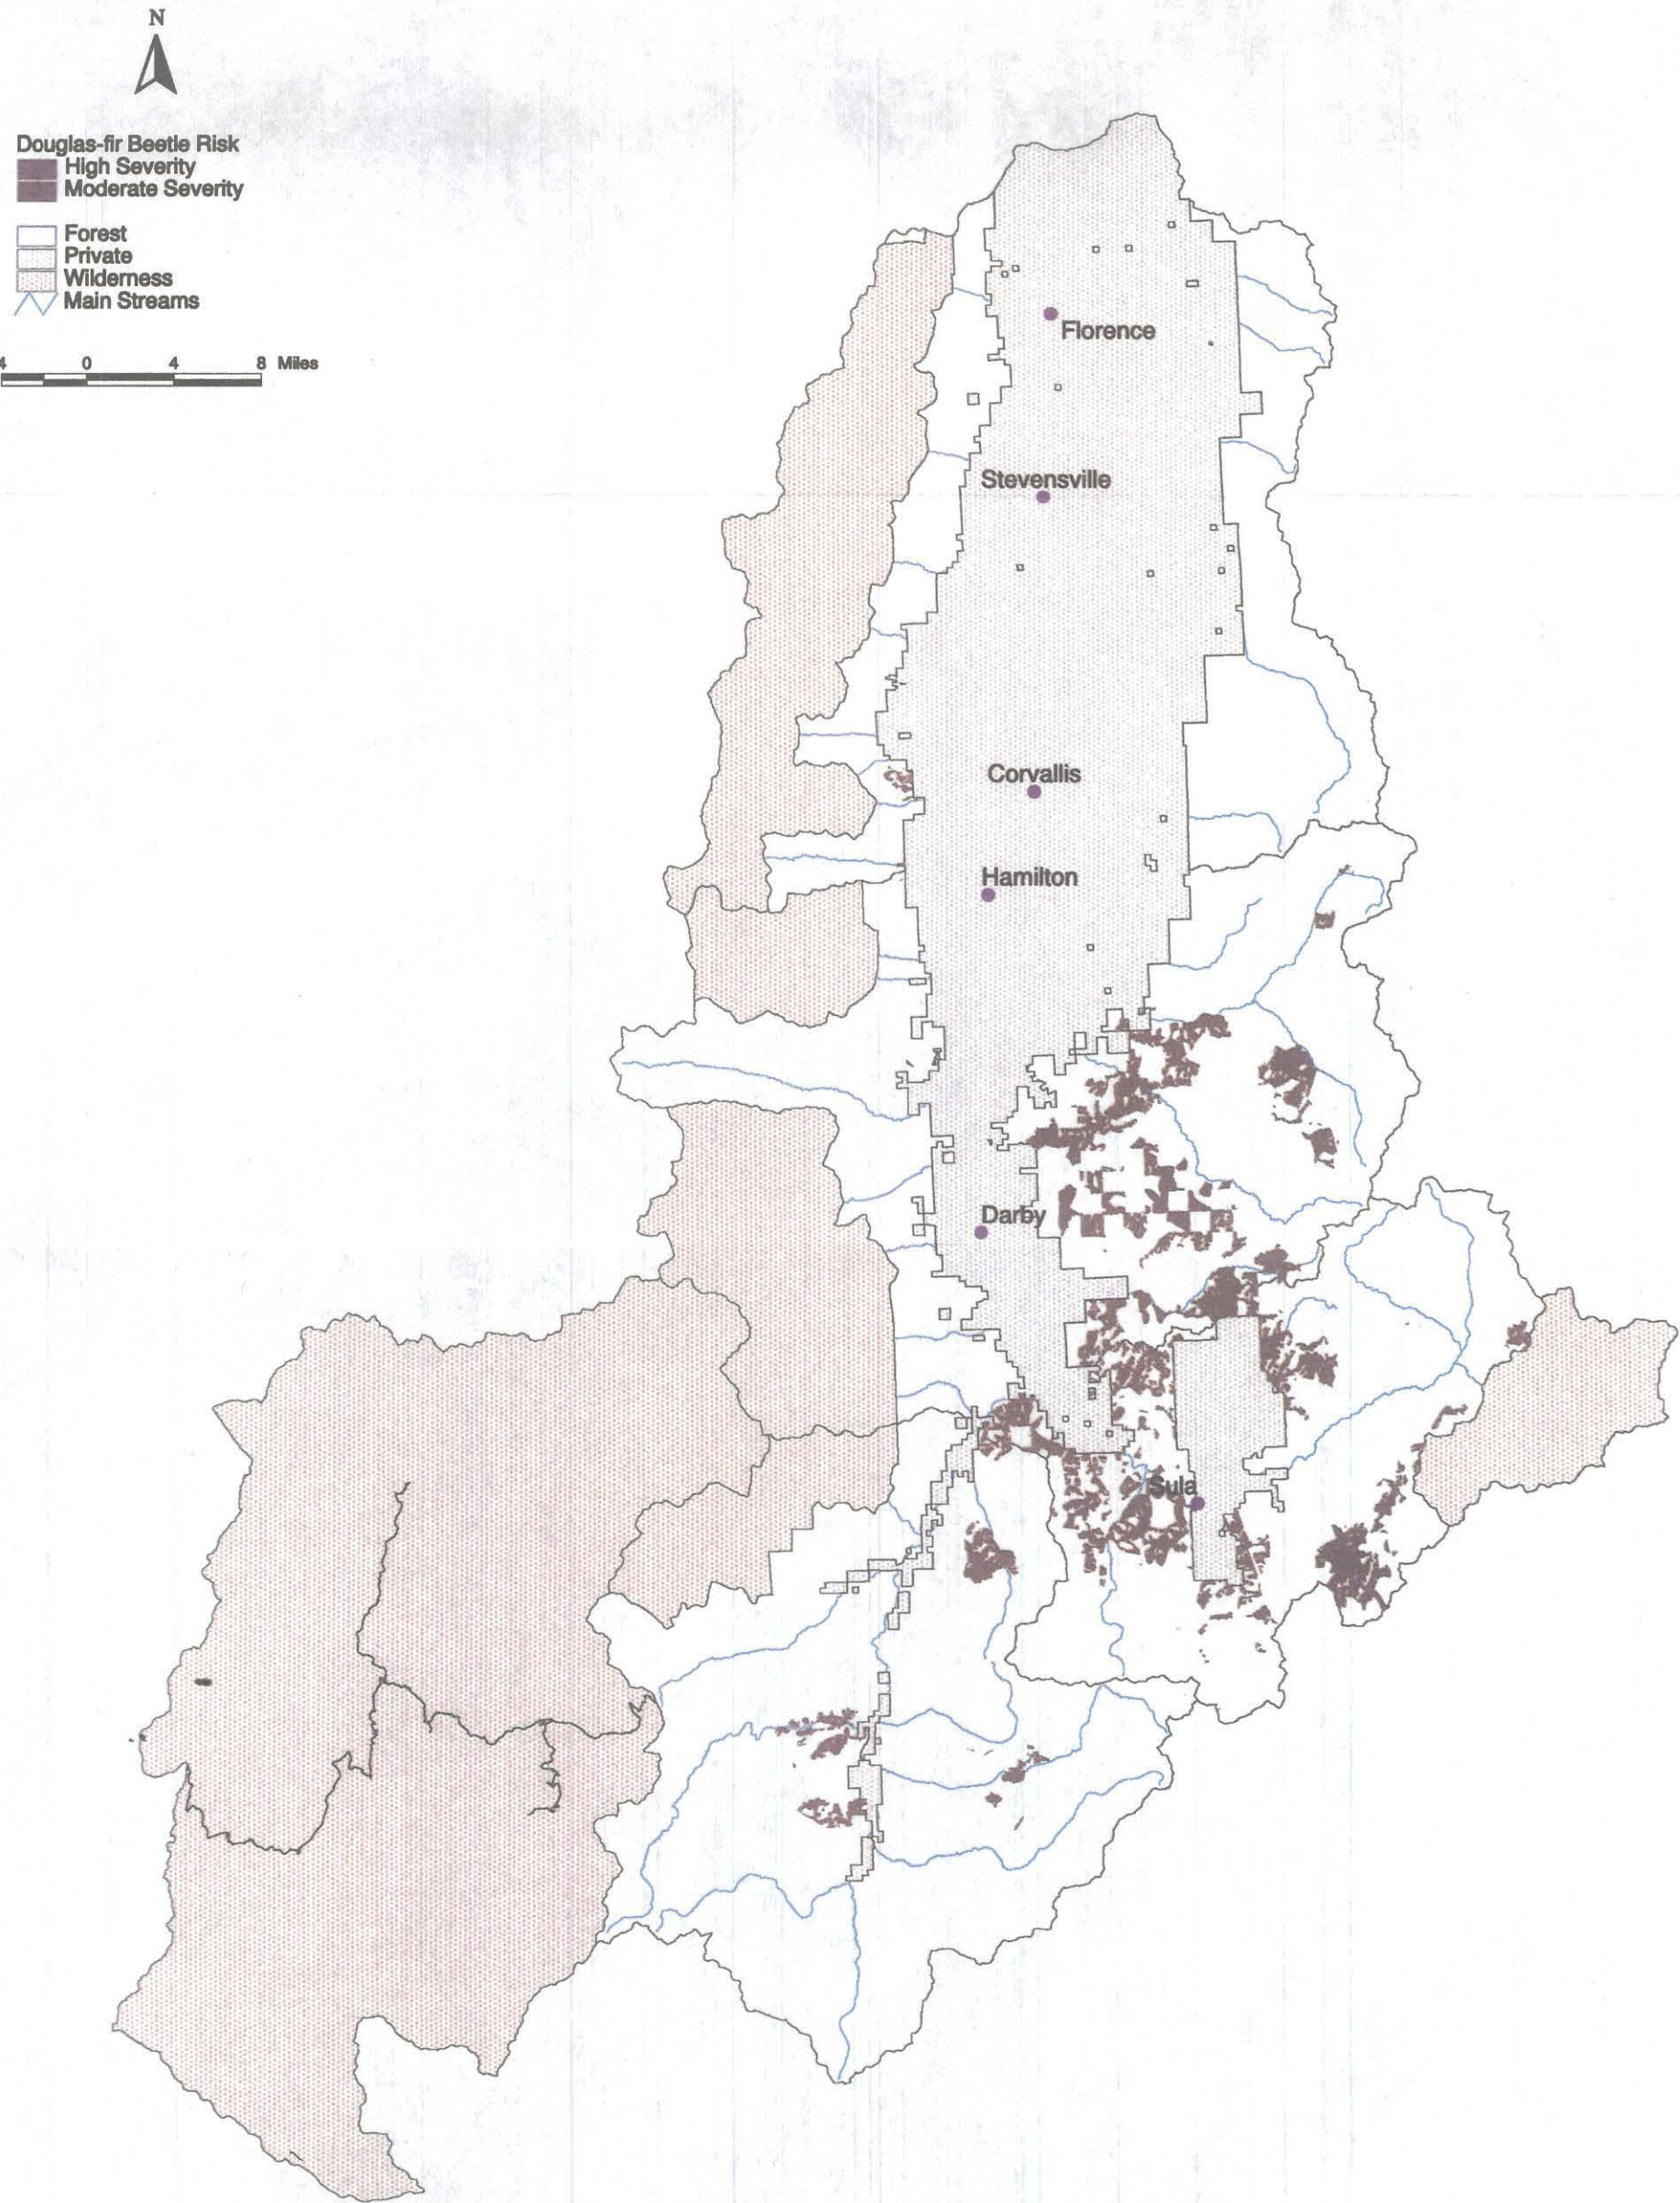 N
Douglas-fir Beetle Risk
High Severity
Moderate Severity
Forest
Private
Wilderness
Main Streams
4 0 4 8 Miles
Florence
Stevensville
Corvallis
Hamilton
Darby
Sula